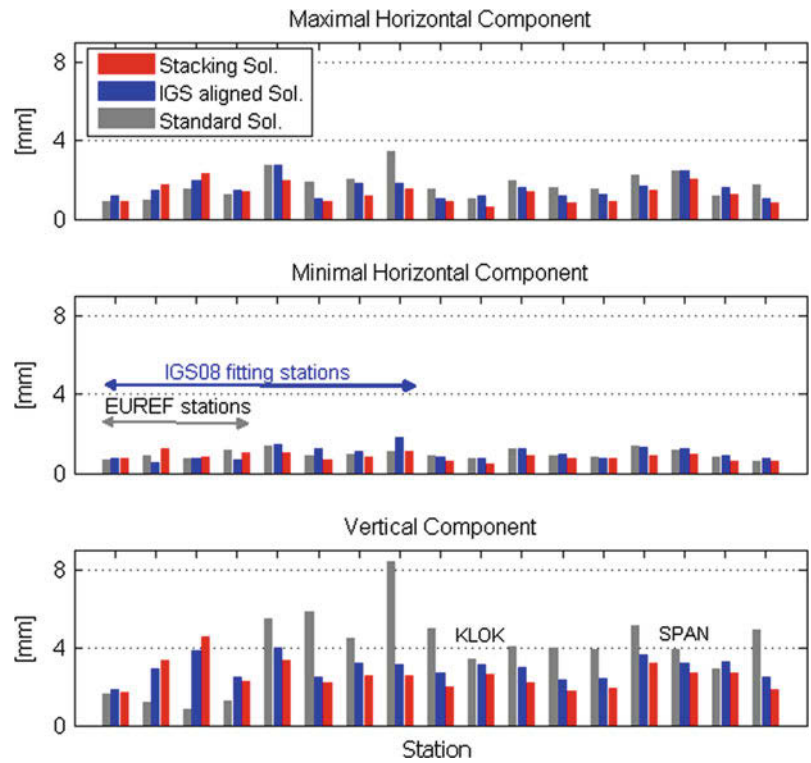 Maximal Horizontal Component
8
4
0
[mm]
Stacking Sol.
IGS aligned Sol.
Standard Sol.
Minimal Horizontal Component
8
4
0
[mm]
IGS08 fitting stations
EUREF stations
Vertical Component
8
4
0
[mm]
KLOK
SPAN
Station